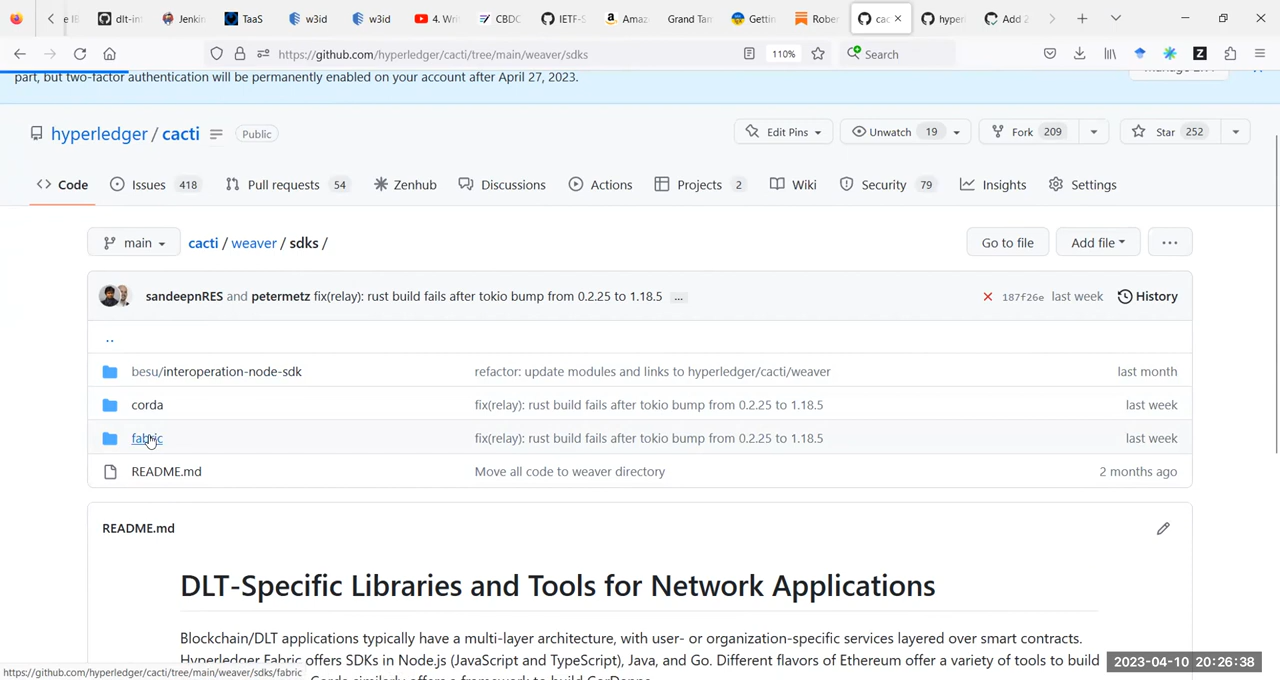 dlt-in
Jenkin
TaaS
w3id
w3id
4. Wri
CBDC
IETF-S
Amaz
Grand Tam
Gettin
Rober
cac
hyperl
Add 2
https://github.com/hyperledger/cacti/tree/main/weaver/sdks
110%
Search
part, but two-factor authentication will be permanently enabled on your account after April 27, 2023.
hyperledger / cacti
Public
Edit Pins
Unwatch 19
Fork 209
Star 252
Code
Issues 418
Pull requests 54
Zenhub
Discussions
Actions
Projects 2
Wiki
Security 79
Insights
Settings
main
cacti / weaver / sdks /
Go to file
Add file
...
sandeepnRES and petermetz fix(relay): rust build fails after tokio bump from 0.2.25 to 1.18.5 ...
187f26e last week
History
..
besu/interoperation-node-sdk refactor: update modules and links to hyperledger/cacti/weaver last month
corda fix(relay): rust build fails after tokio bump from 0.2.25 to 1.18.5 last week
fabric fix(relay): rust build fails after tokio bump from 0.2.25 to 1.18.5 last week
README.md Move all code to weaver directory 2 months ago
README.md
DLT-Specific Libraries and Tools for Network Applications
Blockchain/DLT applications typically have a multi-layer architecture, with user- or organization-specific services layered over smart contracts.
Hyperledger Fabric offers SDKs in Node.js (JavaScript and TypeScript), Java, and Go. Different flavors of Ethereum offer a variety of tools to build
2023-04-10 20:26:38
https://github.com/hyperledger/cacti/tree/main/weaver/sdks/fabric